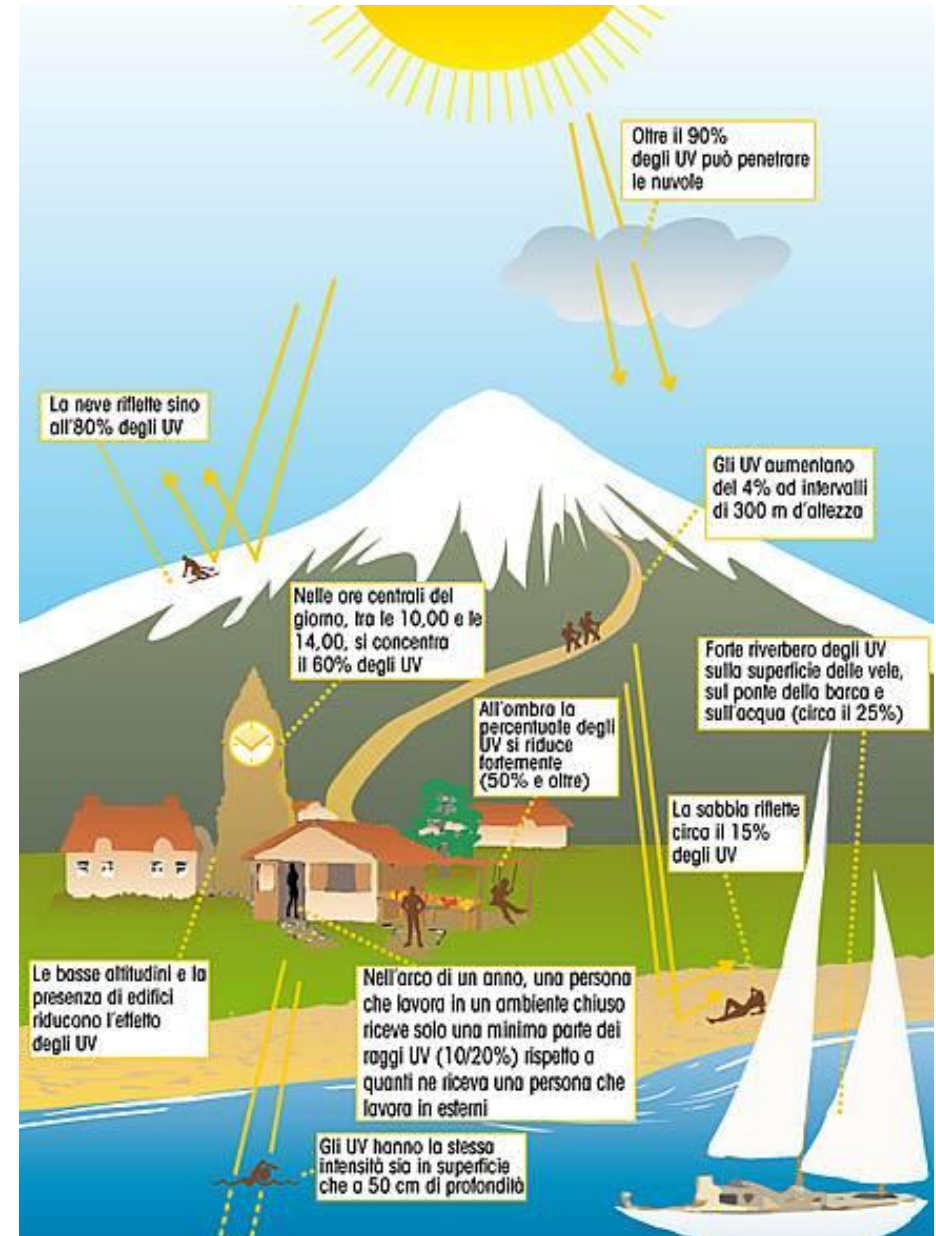 Oltre il 90%
degli UV può penetrare
le nuvole
La neve riflette sino
all'80% degli UV
Gli UV aumentano
del 4% ad intervalli
di 300 m d'altezza
Nelle ore centrali del
giorno, tra le 10,00 e le
14,00, si concentra
il 60% degli UV
Forte riverbero degli UV
sulla superficie delle vele,
sul ponte della barca e
sull'acqua (circa il 25%)
All'ombra la
percentuale degli
UV si riduce
fortemente
(50% e oltre)
La sabbia riflette
circa il 15%
degli UV
Le basse altitudini e la
presenza di edifici
riducono l'effetto
degli UV
Nell'arco di un anno, una persona
che lavora in un ambiente chiuso
riceve solo una minima parte dei
raggi UV (10/20%) rispetto a
quanti ne riceva una persona che
lavora in esterni
Gli UV hanno la stessa
intensità sia in superficie
che a 50 cm di profondità